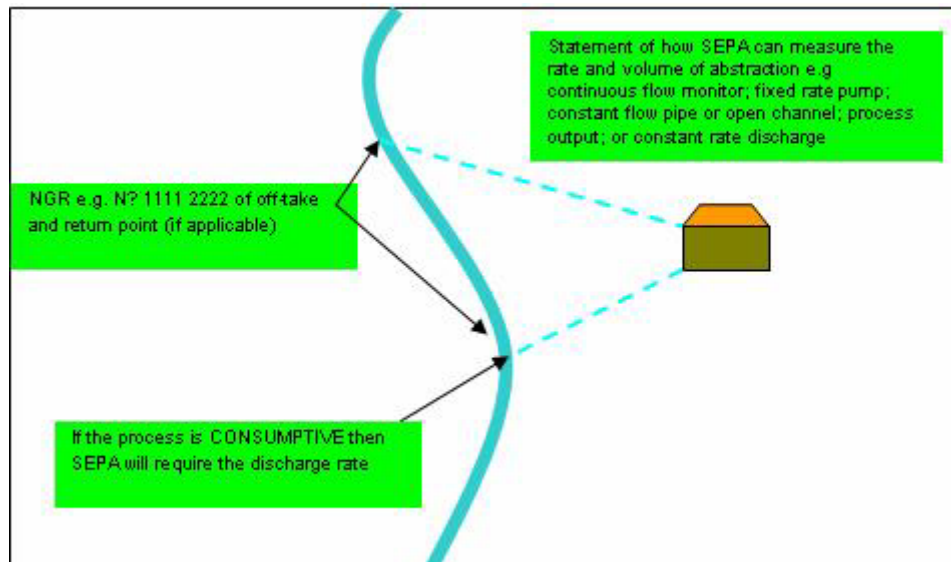 Statement of how SEPA can measure the
rate and volume of abstraction e.g
continuous flow monitor; fixed rate pump;
constant flow pipe or open channel; process
output; or constant rate discharge
NGR e.g. N? 1111 2222 of off-take
and return point (if applicable)
If the process is CONSUMPTIVE then
SEPA will require the discharge rate